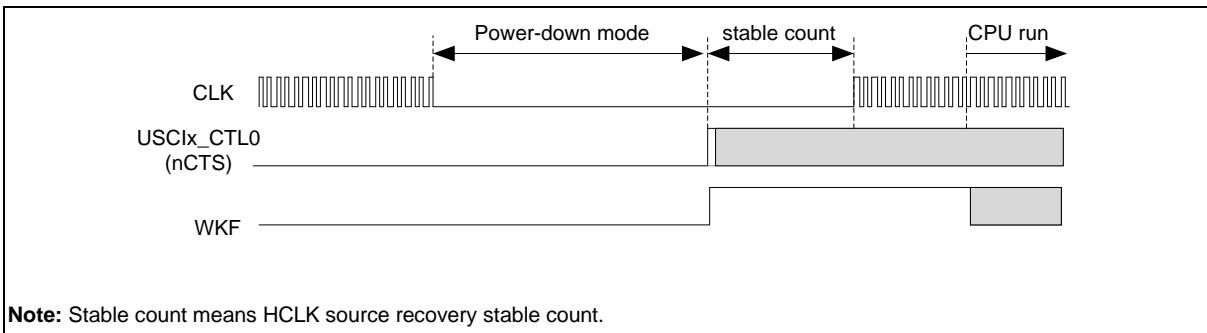 Power-down mode stable count CPU run
CLK
USCIx_CTL0
(nCTS)
WKF
Note: Stable count means HCLK source recovery stable count.